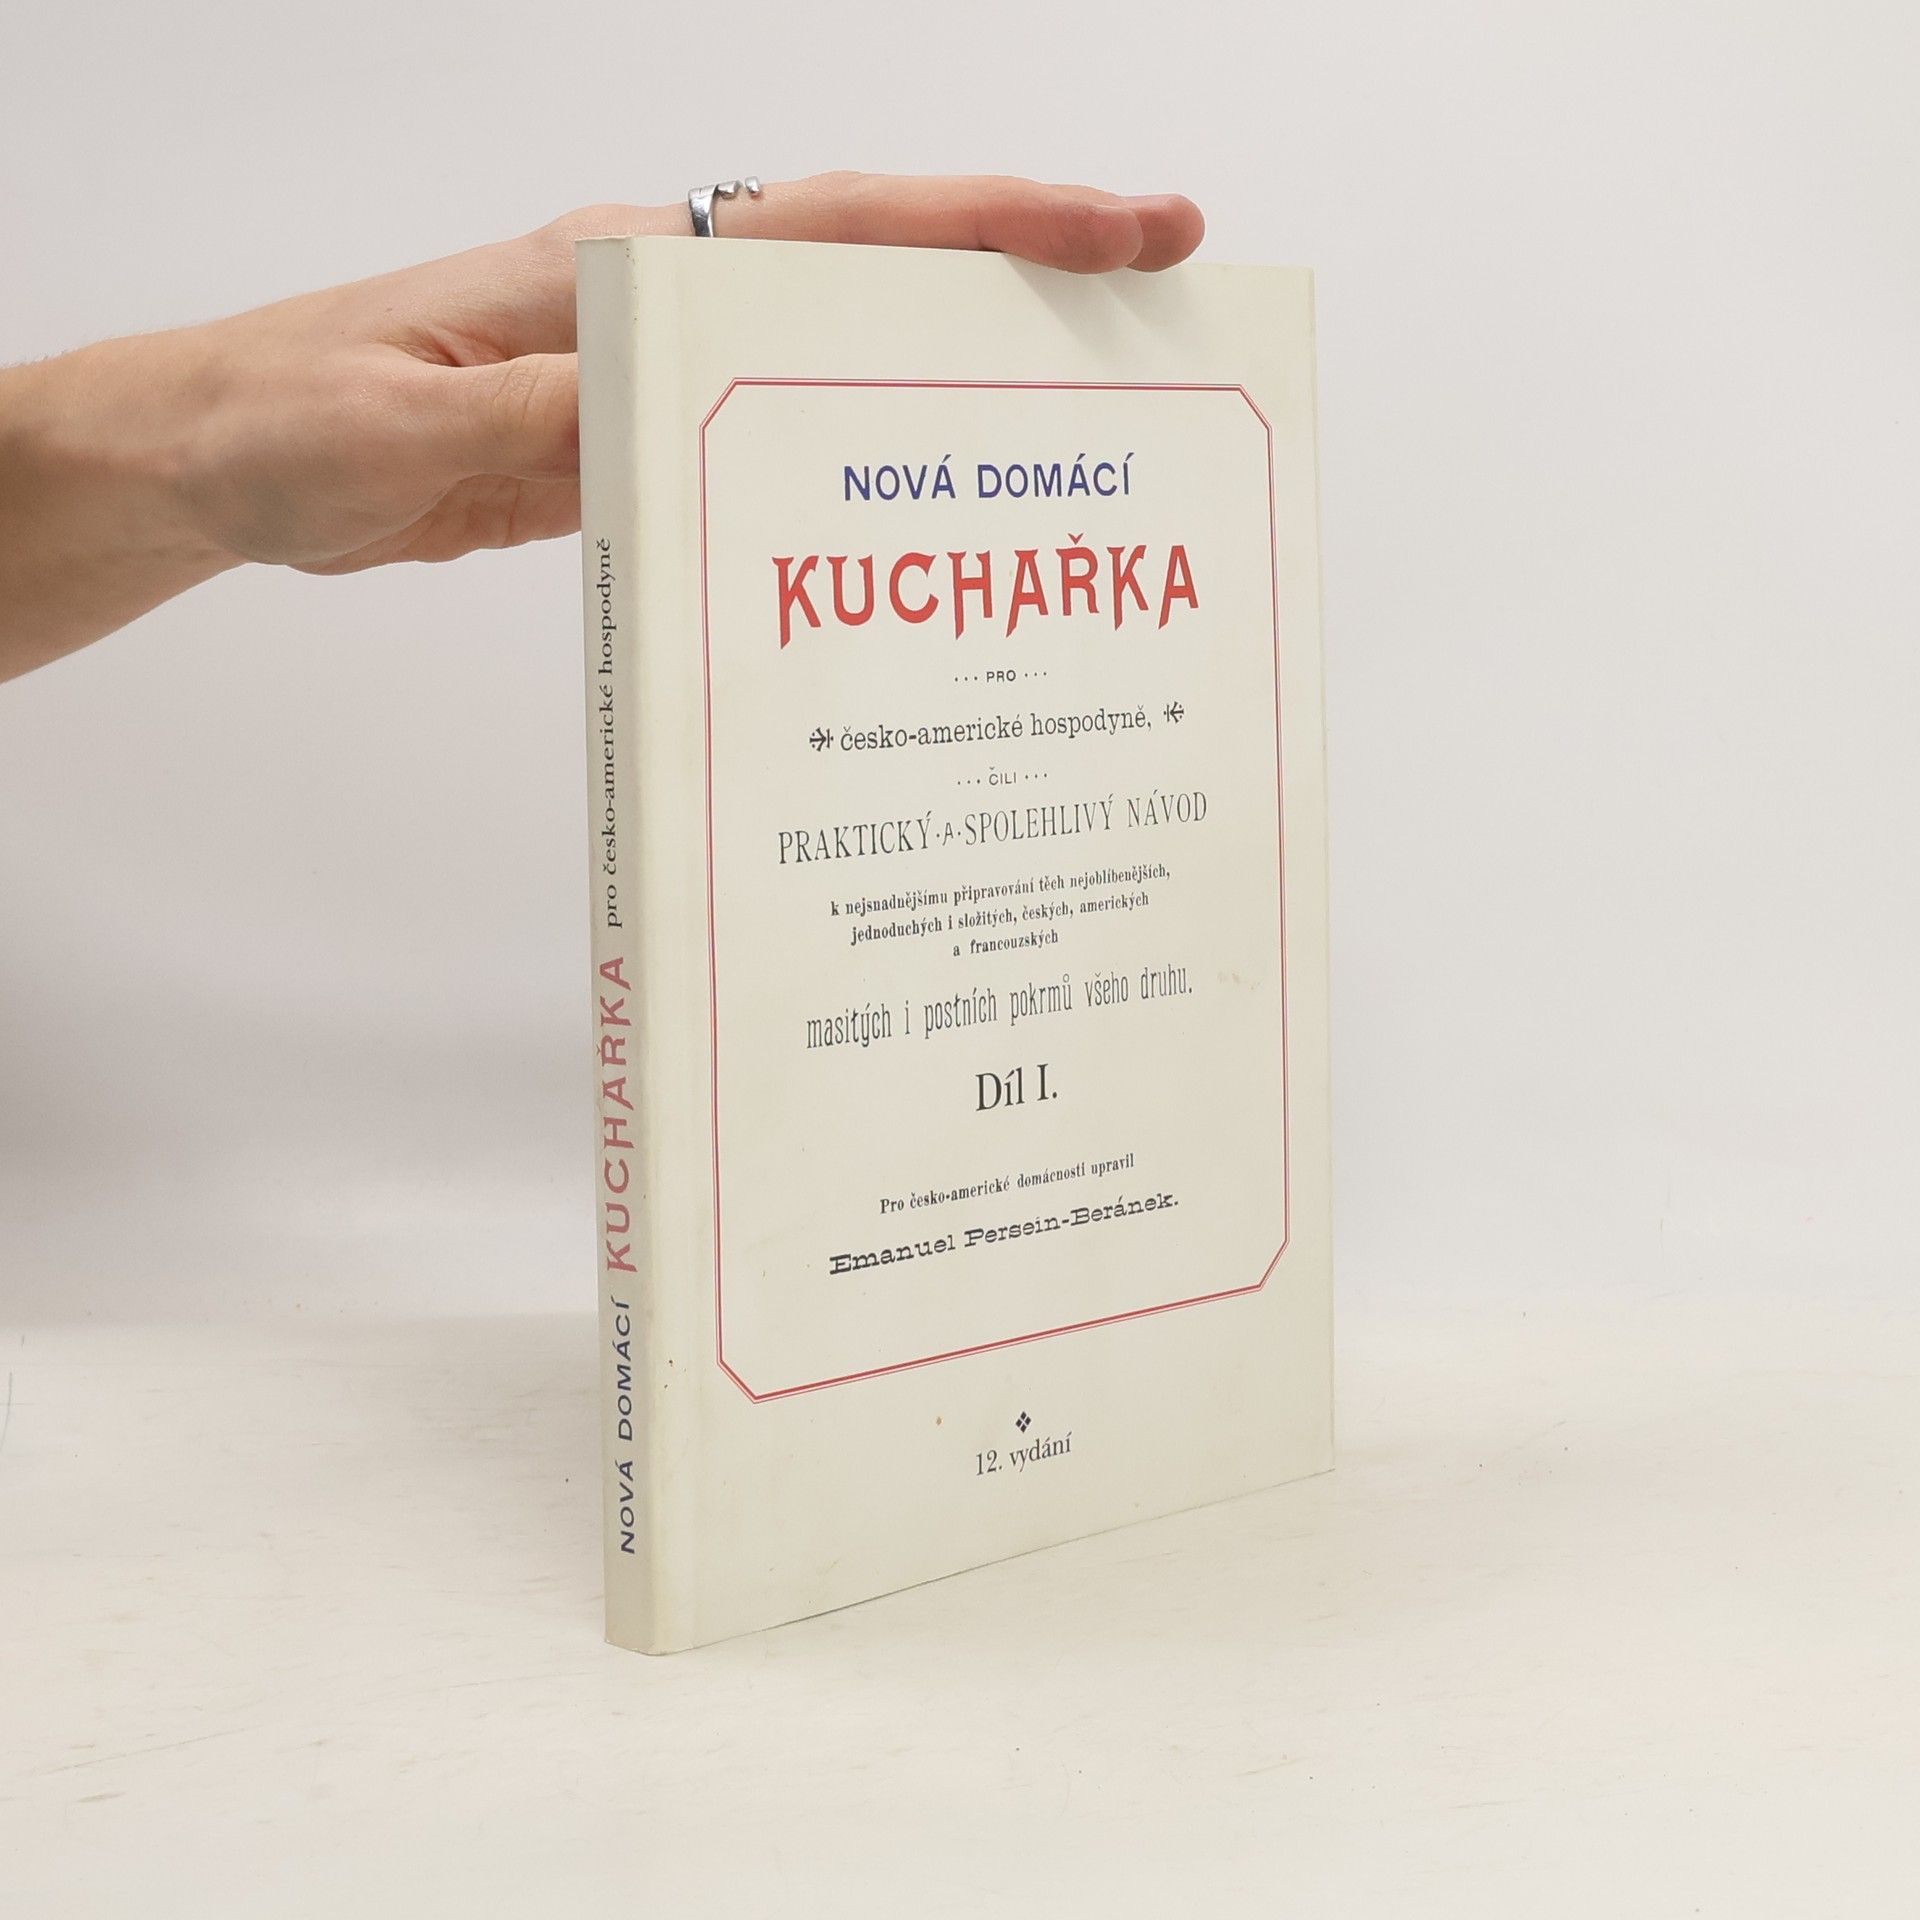 NOVÁ DOMÁCÍ
KUCHAŘKA
··· PRO ···
česko-americké hospodyně,
··· ČILI ···
PRAKTICKÝ·A·SPOLEHLIVÝ NÁVOD
k nejsnadnějšímu připravování těch nejoblíbenějších,
jednoduchých i složitých, českých, amerických
a francouzských
masitých i postních pokrmů všeho druhu.
Díl I.
Pro česko-americké domácnosti upravil
Emanuel Persein-Beránek.
12. vydání
NOVÁ DOMÁCÍ KUCHAŘKA pro česko-americké hospodyně